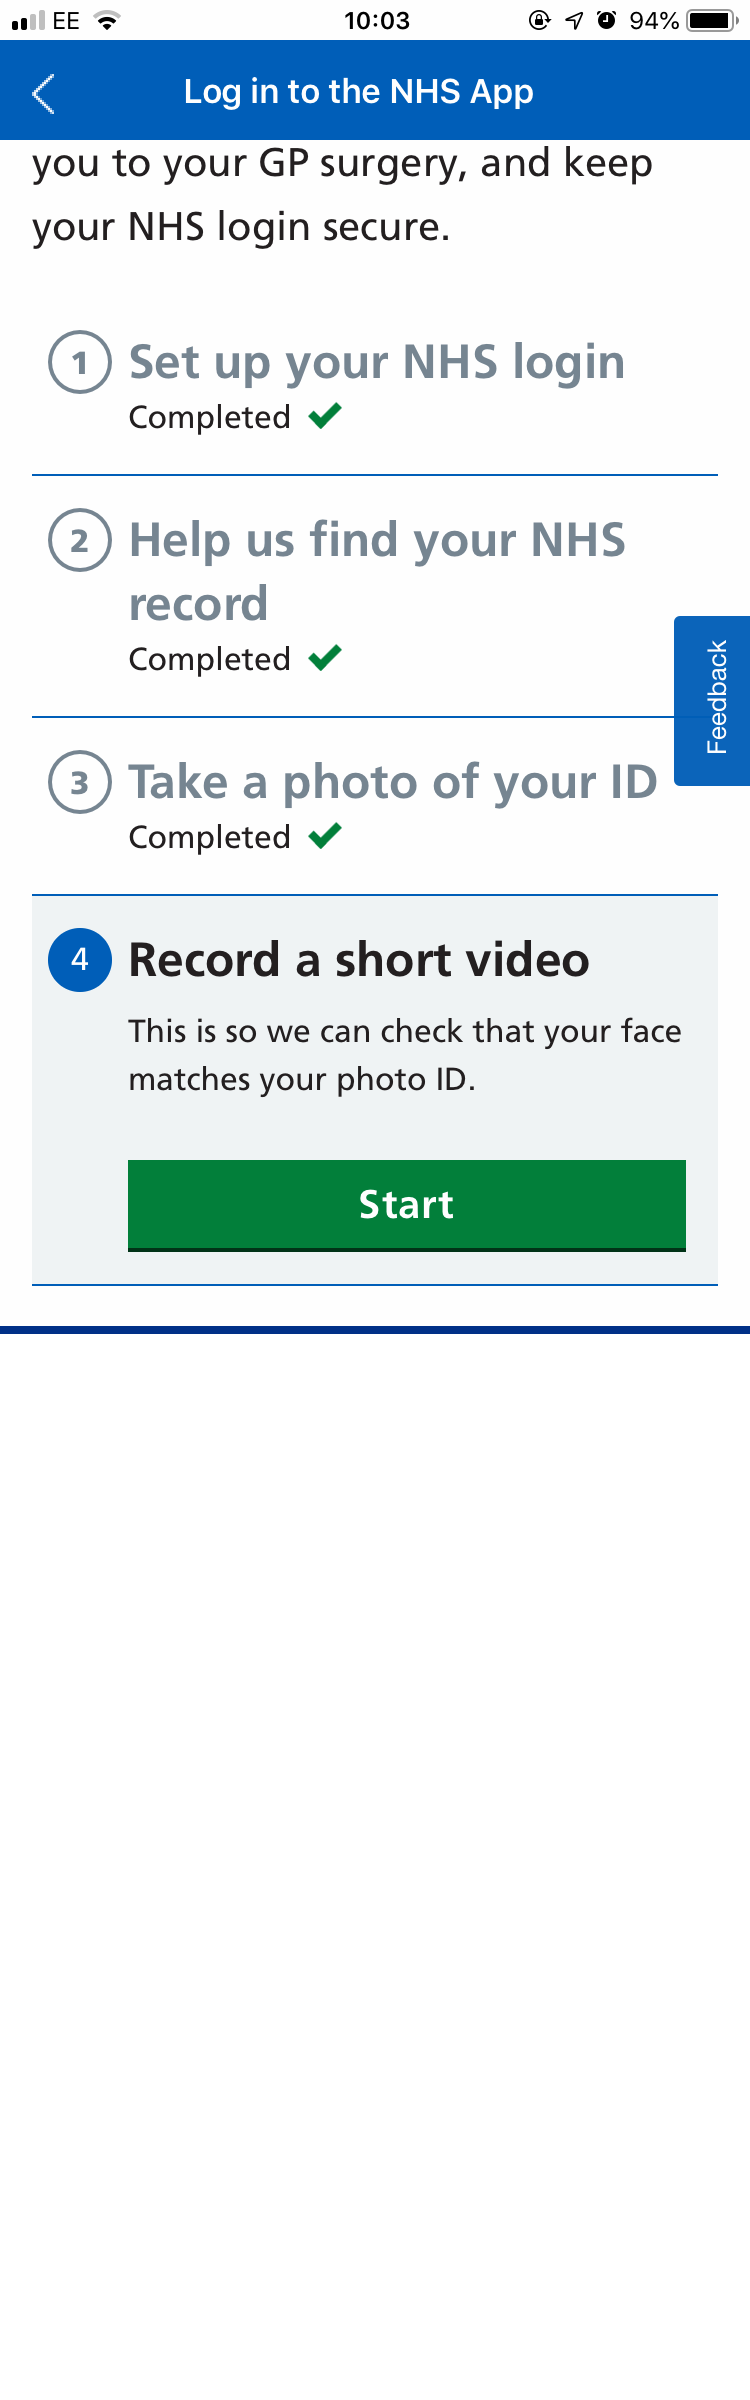 EE 10:03 94%
Log in to the NHS App
you to your GP surgery, and keep
your NHS login secure.
1 Set up your NHS login
Completed
2 Help us find your NHS
record
Completed
Feedback
3 Take a photo of your ID
Completed
4 Record a short video
This is so we can check that your face
matches your photo ID.
Start